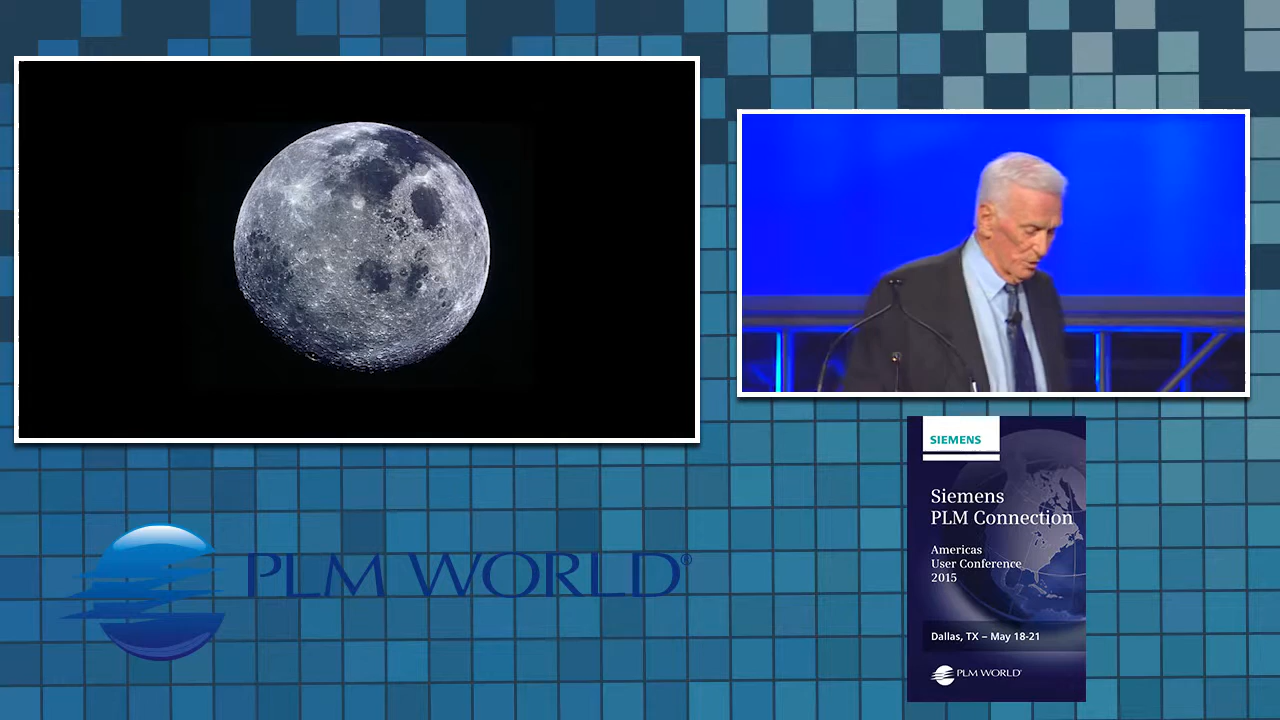 SIEMENS
Siemens
PLM Connection
Americas
User Conference
2015
Dallas, TX – May 18-21
PLM WORLD
PLM WORLD®